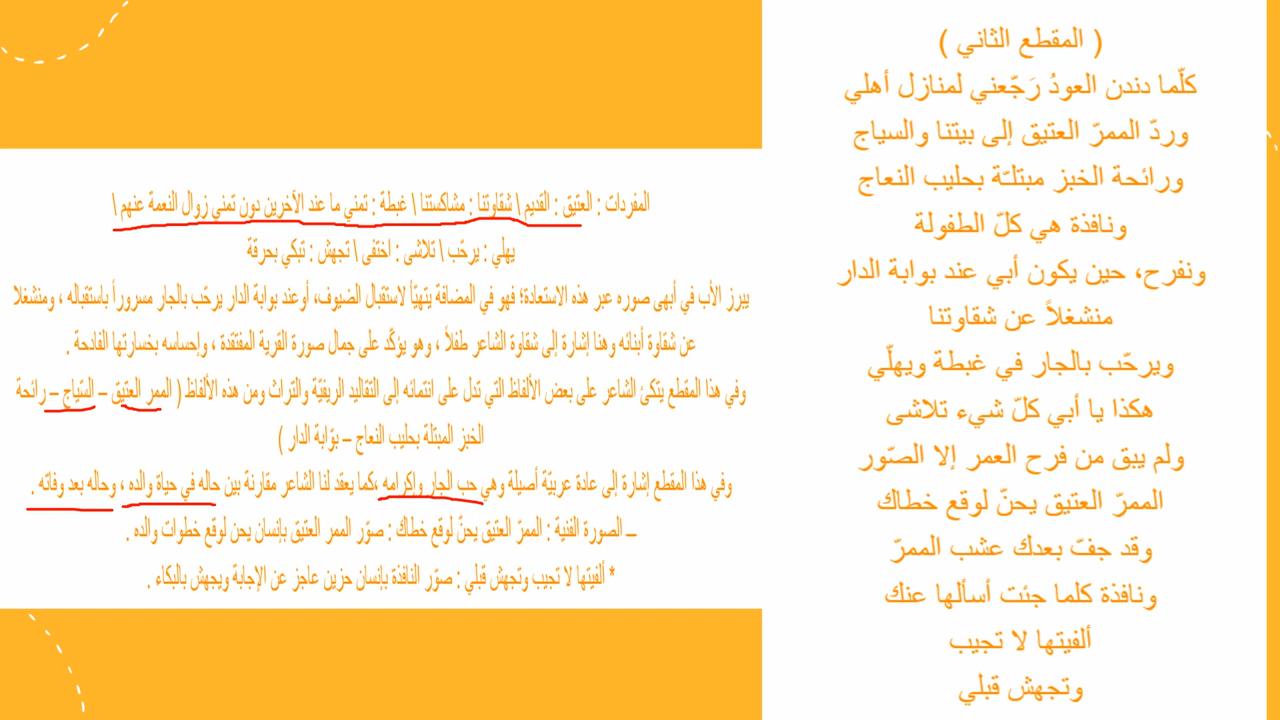 ( المقطع الثاني )
كلّما دندن العودُ رَجّعني لمنازل أهلي
وردّ الممرّ العتيق إلى بيتنا والسياج
ورائحة الخبز مبتلّة بحليب النعاج
ونافذة هي كلّ الطفولة
ونفرح، حين يكون أبي عند بوابة الدار
منشغلاً عن شقاوتنا
ويرحّب بالجار في غبطة ويهلّي
هكذا يا أبي كلّ شيء تلاشى
ولم يبق من فرح العمر إلا الصّور
الممرّ العتيق يحنّ لوقع خطاك
وقد جفّ بعدك عشب الممرّ
ونافذة كلما جئت أسألها عنك
ألفيتها لا تجيب
وتجهش قبلي
المفردات : العتيق : القديم \ شقاوتنا : مشاكستنا \ غبطة : تمني ما عند الآخرين دون تمني زوال النعمة عنهم \
يهلي : يرحّب \ تلاشى : اختفى \ تجهش : تبكي بحرقة
يبرز الأب في أبهى صوره عبر هذه الاستعادة؛ فهو في المضافة يتهيّأ لاستقبال الضيوف، أوعند بوابة الدار يرحّب بالجار مسروراً باستقباله ، ومنشغلا
عن شقاوة أبنائه وهنا إشارة إلى شقاوة الشاعر طفلاً ، وهو يؤكّد على جمال صورة القرية المفتقدة ، وإحساسه بخسارتها الفادحة .
وفي هذا المقطع يتكئ الشاعر على بعض الألفاظ التي تدل على انتمائه إلى التقاليد الريفيّة والتراث ومن هذه الألفاظ ( الممر العتيق – السّياج – رائحة
الخبز المبتلة بحليب النعاج – بوّابة الدار )
وفي هذا المقطع إشارة إلى عادة عربيّة أصيلة وهي حب الجار وإكرامه ،كما يعقد لنا الشاعر مقارنة بين حاله في حياة والده ، وحاله بعد وفاته .
– الصورة الفنية : الممرّ العتيق يحنّ لوقع خطاك : صوّر الممر العتيق بإنسان يحن لوقع خطوات والده .
* ألفيتها لا تجيب وتجهش قبلي : صوّر النافذة بإنسان حزين عاجز عن الإجابة ويجهش بالبكاء .